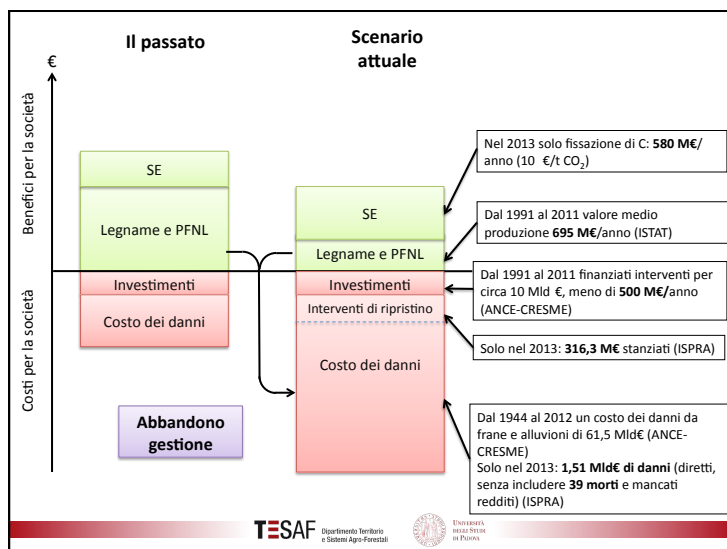 Il passato
Scenario
attuale
€
Benefici per la società
Costi per la società
SE
Legname e PFNL
Investimenti
Costo dei danni
SE
Legname e PFNL
Investimenti
Interventi di ripristino
Costo dei danni
Abbandono
gestione
Nel 2013 solo fissazione di C: 580 M€/
anno (10 €/t CO2)
Dal 1991 al 2011 valore medio
produzione 695 M€/anno (ISTAT)
Dal 1991 al 2011 finanziati interventi per
circa 10 Mld €, meno di 500 M€/anno
(ANCE-CRESME)
Solo nel 2013: 316,3 M€ stanziati (ISPRA)
Dal 1944 al 2012 un costo dei danni da
frane e alluvioni di 61,5 Mld€ (ANCE-
CRESME)
Solo nel 2013: 1,51 Mld€ di danni (diretti,
senza includere 39 morti e mancati
redditi) (ISPRA)
TESAF
Dipartimento Territorio
e Sistemi Agro-Forestali
Università
degli Studi
di Padova